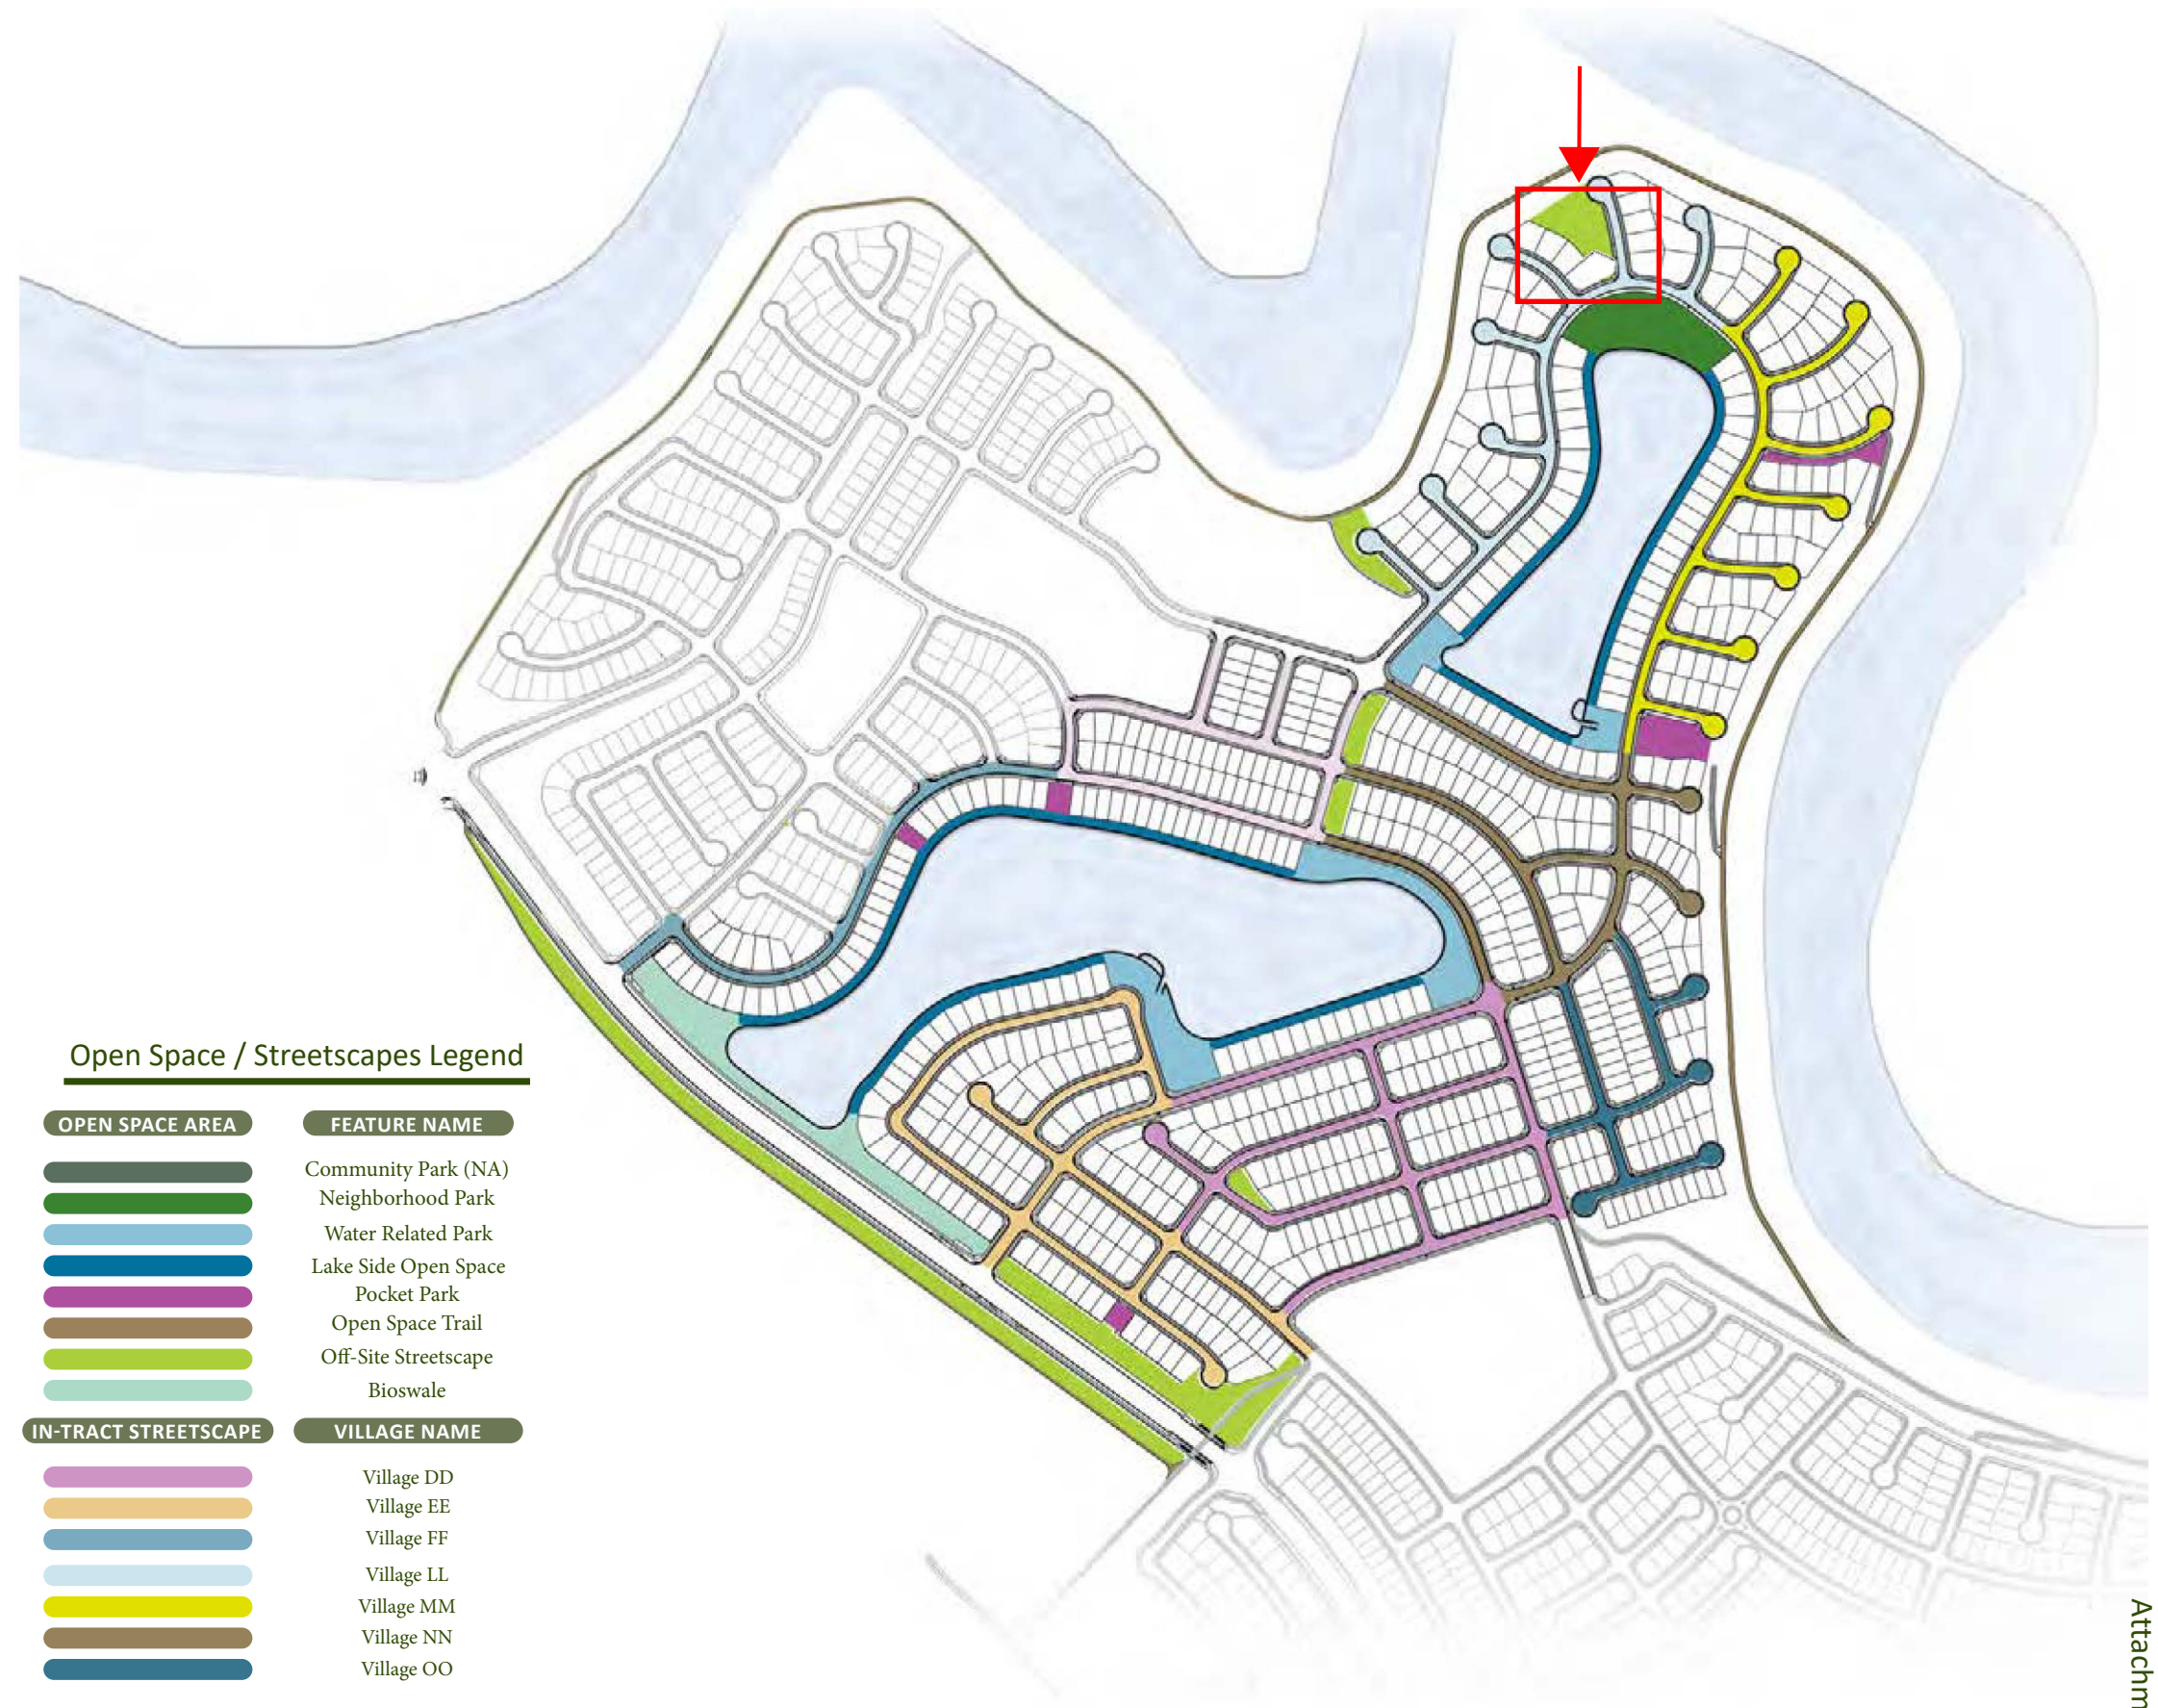 Open Space / Streetscapes Legend
OPEN SPACE AREA FEATURE NAME
Community Park (NA)
Neighborhood Park
Water Related Park
Lake Side Open Space
Pocket Park
Open Space Trail
Off-Site Streetscape
Bioswale
IN-TRACT STREETSCAPE VILLAGE NAME
Village DD
Village EE
Village FF
Village LL
Village MM
Village NN
Village OO
Attachm